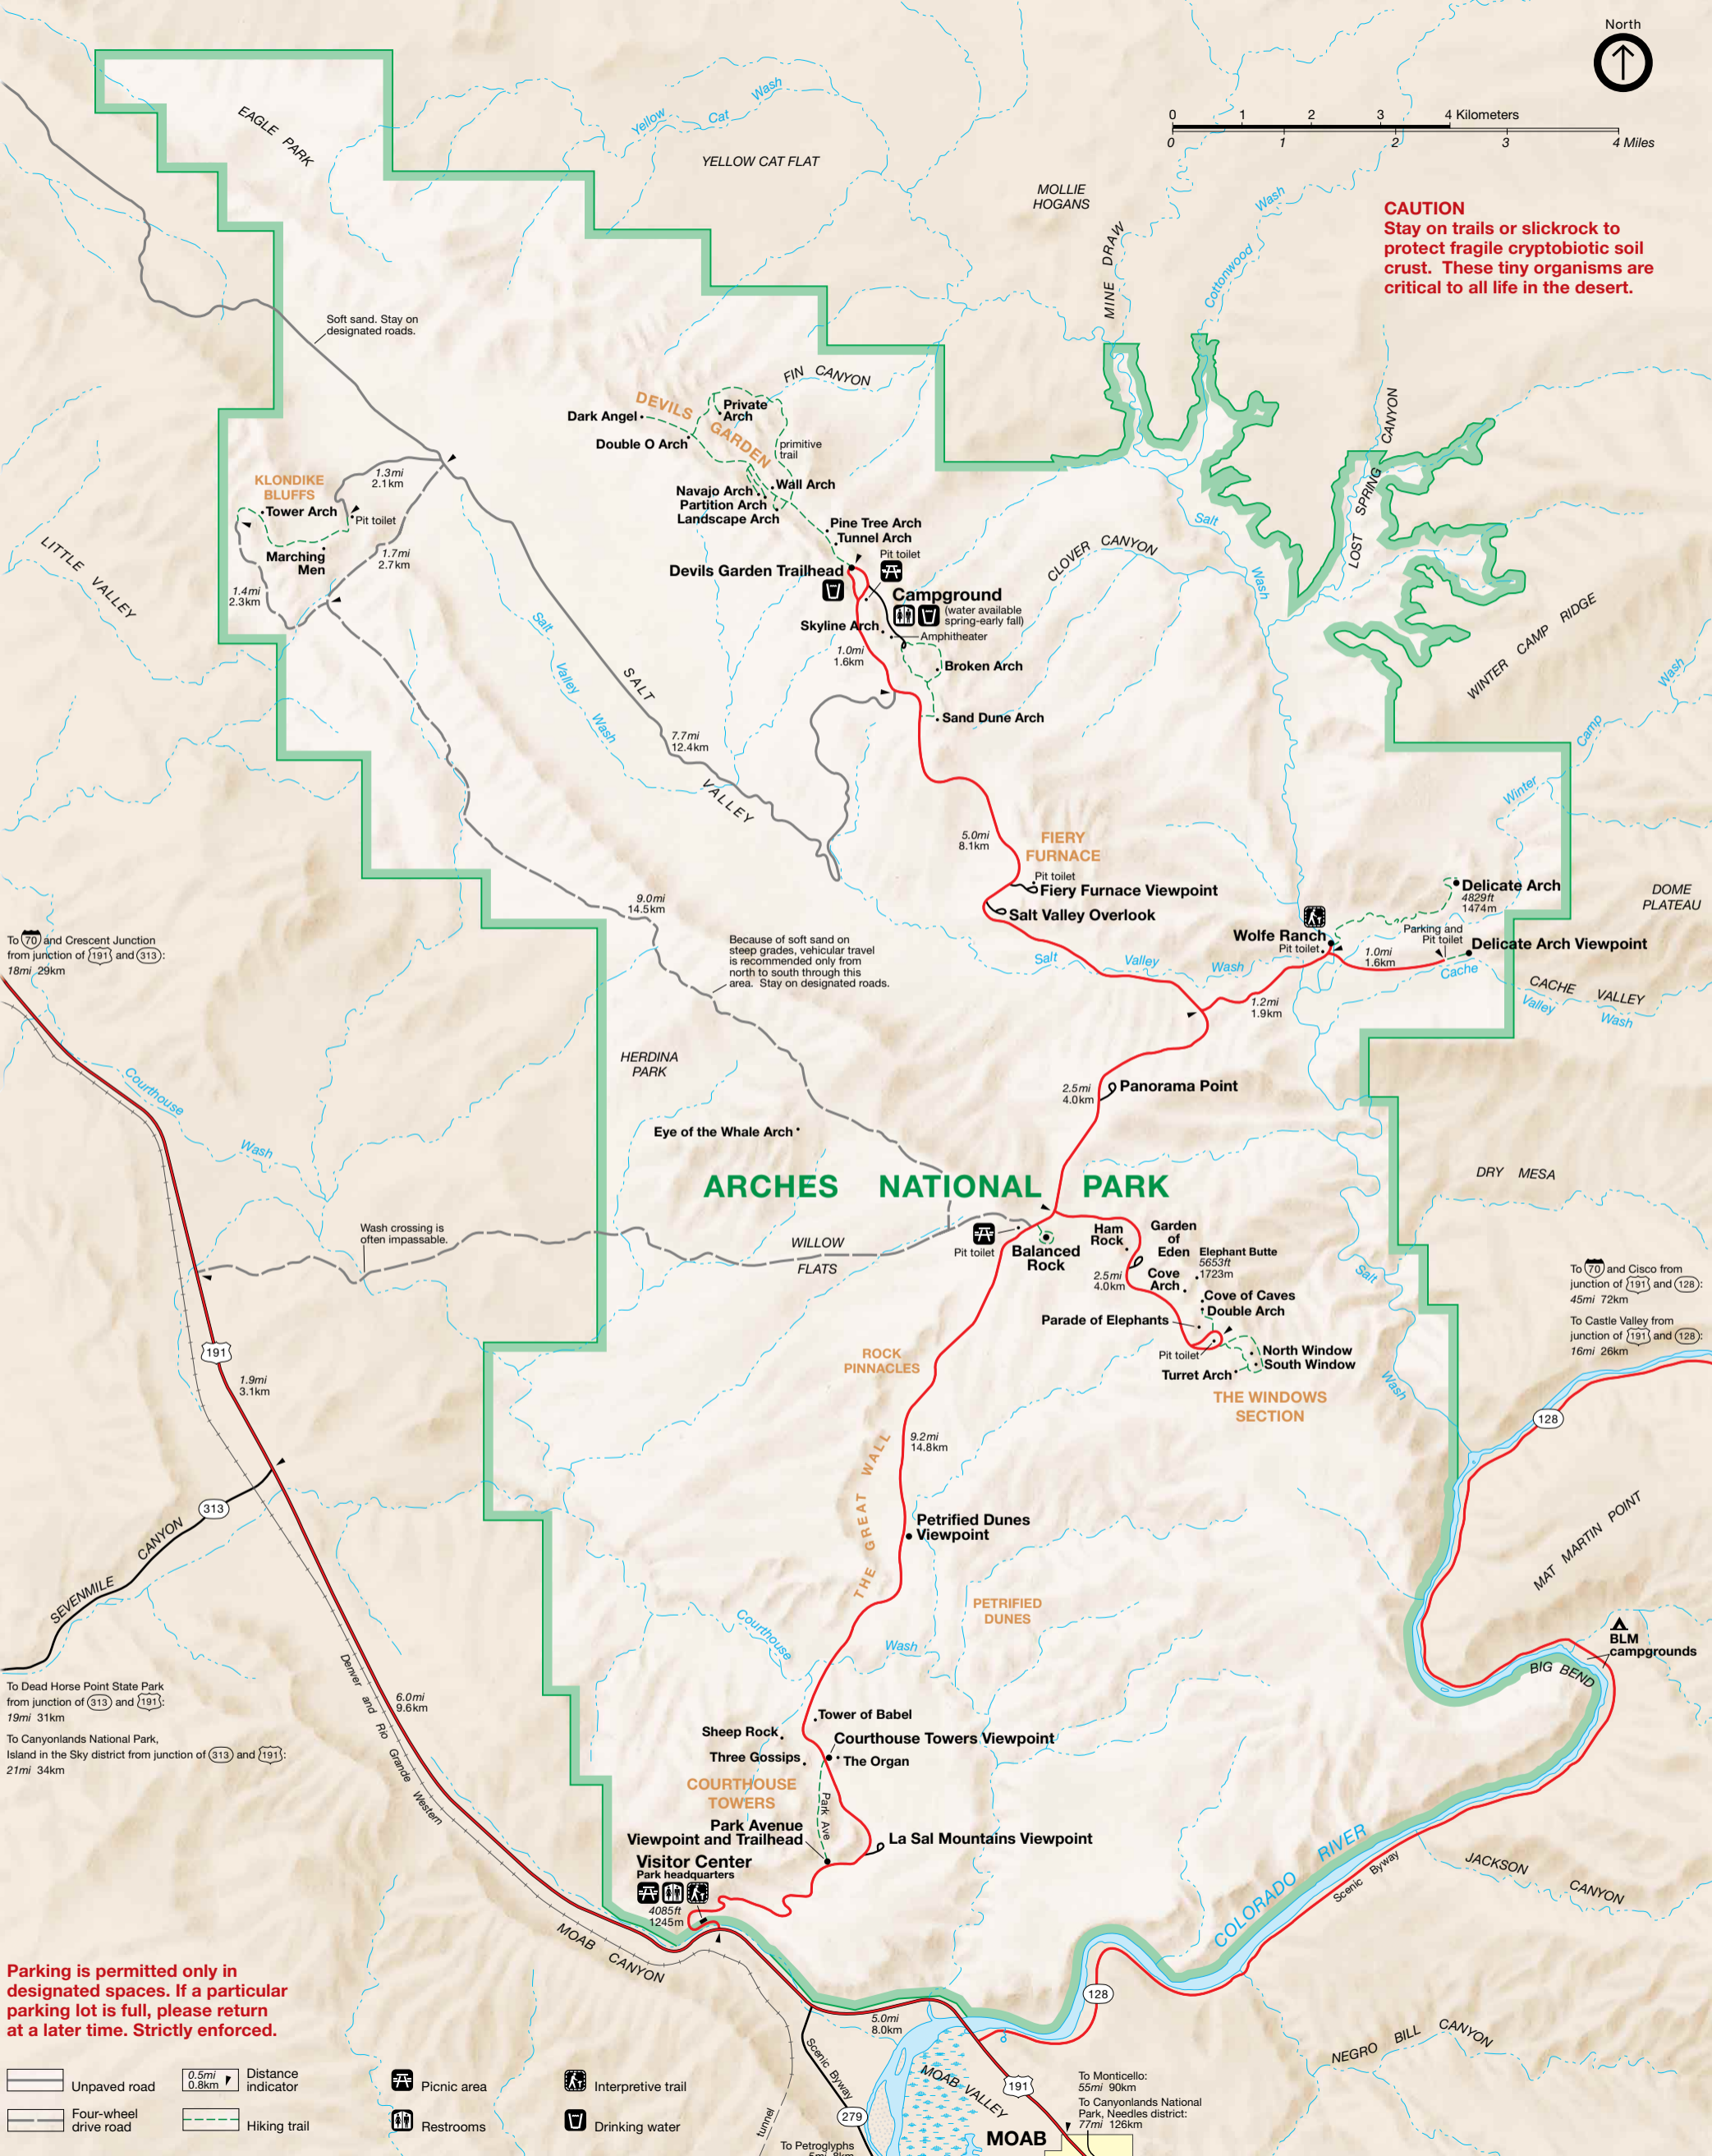 North
0 1 2 3 4 Kilometers
0 1 2 3 4 Miles
CAUTION
Stay on trails or slickrock to
protect fragile cryptobiotic soil
crust. These tiny organisms are
critical to all life in the desert.
EAGLE PARK
Yellow Cat Wash
YELLOW CAT FLAT
MOLLIE
HOGANS
MINE DRAW
Cottonwood Wash
Soft sand. Stay on
designated roads.
FIN CANYON
DEVILS
GARDEN
Private
Arch
Dark Angel
Double O Arch
primitive
trail
LOST SPRING CANYON
1.3mi
2.1km
KLONDIKE
BLUFFS
Tower Arch
Pit toilet
Wall Arch
Navajo Arch
Partition Arch
Landscape Arch
Pine Tree Arch
Tunnel Arch
Pit toilet
Salt Wash
CLOVER CANYON
LITTLE VALLEY
Marching
Men
1.7mi
2.7km
1.4mi
2.3km
Devils Garden Trailhead
Campground
(water available
spring-early fall)
Skyline Arch
Amphitheater
1.0mi
1.6km
Broken Arch
Sand Dune Arch
WINTER CAMP RIDGE
Salt Valley Wash
SALT VALLEY
7.7mi
12.4km
Winter Camp Wash
5.0mi
8.1km
FIERY
FURNACE
Pit toilet
Fiery Furnace Viewpoint
Salt Valley Overlook
Delicate Arch
4829ft
1474m
DOME
PLATEAU
9.0mi
14.5km
Wolfe Ranch
Pit toilet
Parking and
Pit toilet
Delicate Arch Viewpoint
1.0mi
1.6km
To 70 and Crescent Junction
from junction of 191 and 313:
18mi 29km
Because of soft sand on
steep grades, vehicular travel
is recommended only from
north to south through this
area. Stay on designated roads.
Salt Valley Wash
Cache Valley Wash
CACHE VALLEY
1.2mi
1.9km
HERDINA
PARK
Courthouse Wash
2.5mi
4.0km
Panorama Point
Eye of the Whale Arch
ARCHES NATIONAL PARK
DRY MESA
Wash crossing is
often impassable.
WILLOW
FLATS
Pit toilet
Balanced
Rock
Ham
Rock
Garden
of
Eden
Elephant Butte
5653ft
1723m
2.5mi
4.0km
Cove
Arch
Cove of Caves
Double Arch
Parade of Elephants
Pit toilet
North Window
South Window
Turret Arch
THE WINDOWS
SECTION
Salt Wash
To 70 and Cisco from
junction of 191 and 128:
45mi 72km
To Castle Valley from
junction of 191 and 128:
16mi 26km
191
1.9mi
3.1km
ROCK
PINNACLES
128
9.2mi
14.8km
THE GREAT WALL
313
SEVENMILE CANYON
Petrified Dunes
Viewpoint
MAT MARTIN POINT
PETRIFIED
DUNES
Courthouse Wash
BLM
campgrounds
BIG BEND
To Dead Horse Point State Park
from junction of 313 and 191:
19mi 31km
To Canyonlands National Park,
Island in the Sky district from junction of 313 and 191:
21mi 34km
6.0mi
9.6km
Denver and Rio Grande Western
Tower of Babel
Sheep Rock
Courthouse Towers Viewpoint
Three Gossips
The Organ
COURTHOUSE
TOWERS
Park Ave
Park Avenue
Viewpoint and Trailhead
La Sal Mountains Viewpoint
Visitor Center
Park headquarters
4085ft
1245m
COLORADO RIVER
Scenic Byway
JACKSON CANYON
MOAB CANYON
128
Parking is permitted only in
designated spaces. If a particular
parking lot is full, please return
at a later time. Strictly enforced.
5.0mi
8.0km
NEGRO BILL CANYON
Scenic Byway
MOAB VALLEY
191
To Monticello:
55mi 90km
To Canyonlands National
Park, Needles district:
77mi 126km
279
tunnel
MOAB
To Petroglyphs
Unpaved road
0.5mi
0.8km
Distance
indicator
Picnic area
Interpretive trail
Four-wheel
drive road
Hiking trail
Restrooms
Drinking water